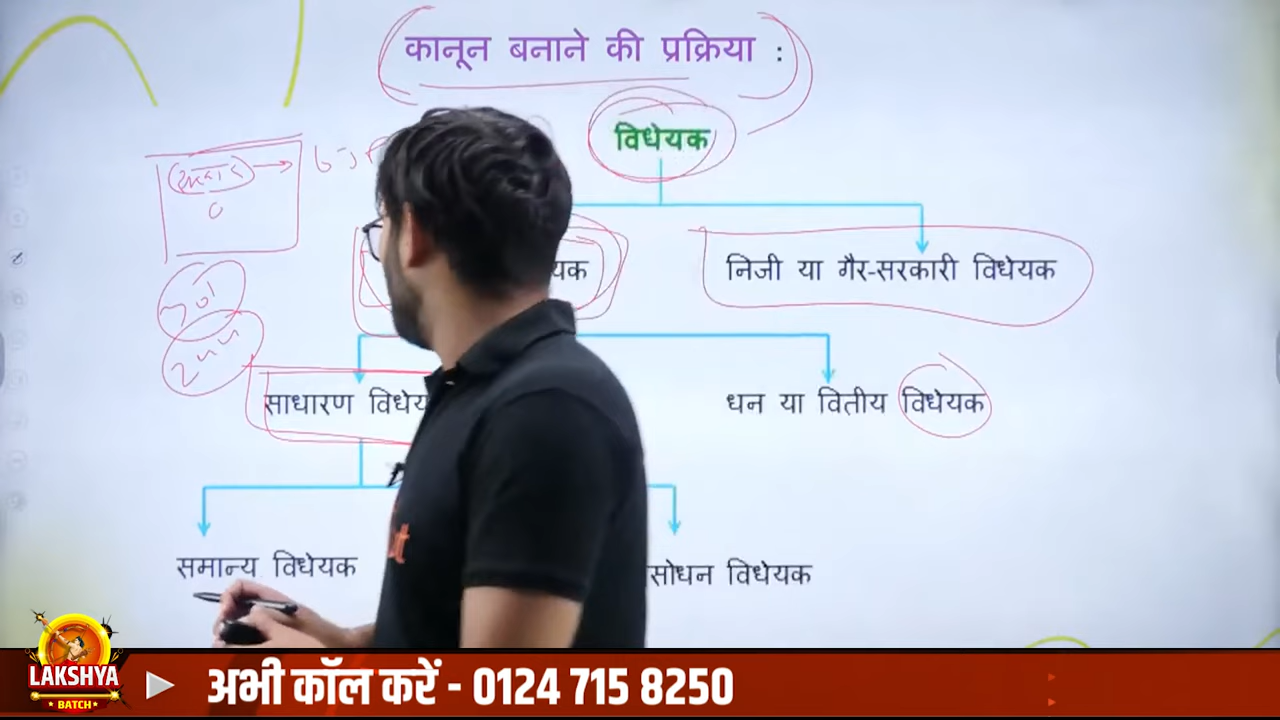 कानून बनाने की प्रक्रिया :
विधेयक
यक
निजी या गैर-सरकारी विधेयक
साधारण विधेय
धन या वितीय विधेयक
समान्य विधेयक
सोधन विधेयक
LAKSHYA
BATCH
अभी कॉल करें - 0124 715 8250